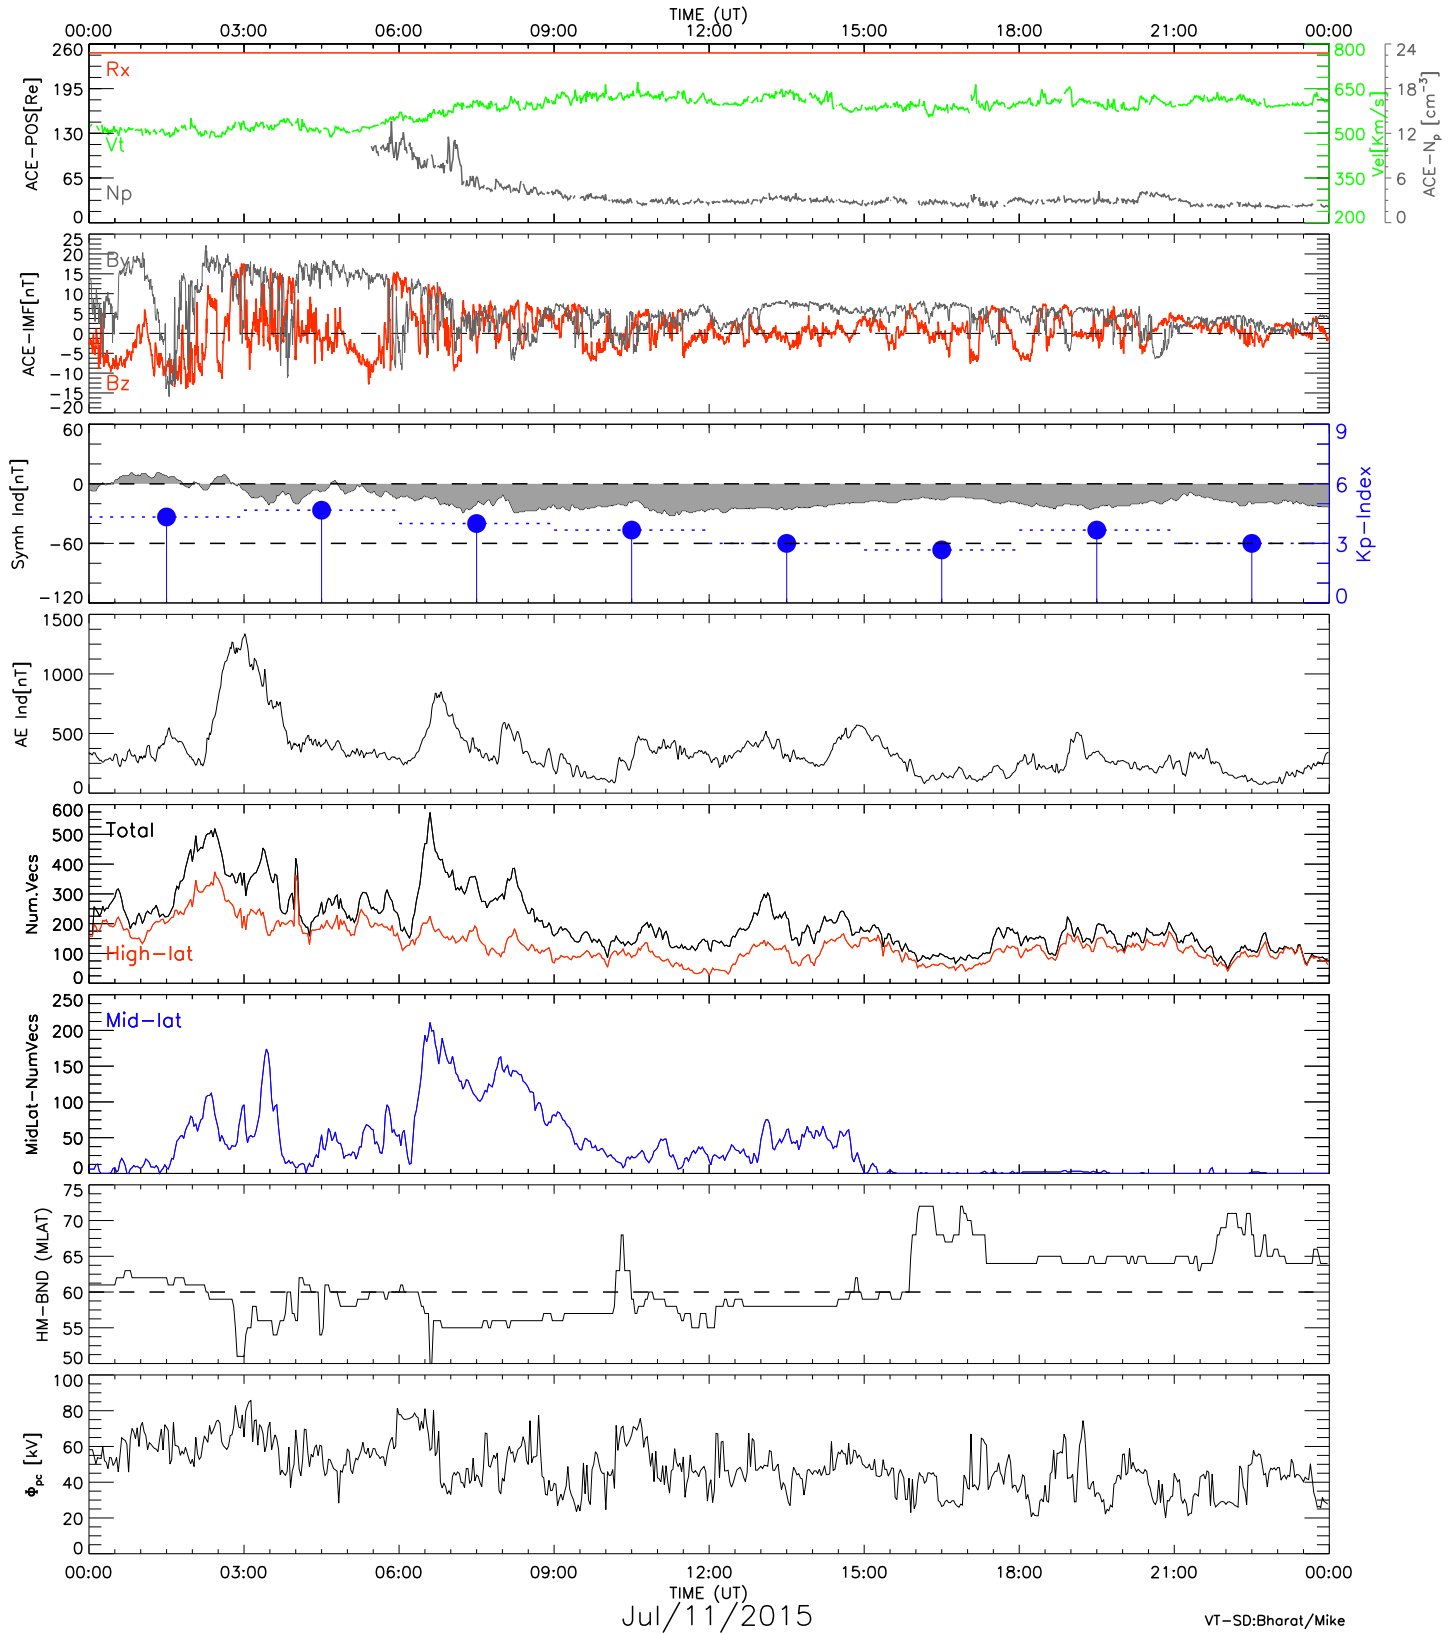 TIME (UT)
00:00 03:00 06:00 09:00 12:00 15:00 18:00 21:00 00:00
ACE-POS[Re]
260
195
130
65
0
Rx
Vt
Np
800
650
500
350
200
Vel[Km/s]
24
18
12
6
0
ACE-Np [cm⁻³]
ACE-IMF[nT]
25
20
15
10
5
0
-5
-10
-15
-20
By
Bz
Symh Ind[nT]
60
0
-60
-120
9
6
3
0
Kp-Index
AE Ind[nT]
1500
1000
500
0
Num.Vecs
600
500
400
300
200
100
0
Total
High-lat
MidLat-NumVecs
250
200
150
100
50
0
Mid-lat
HM-BND (MLAT)
75
70
65
60
55
50
Φpc [kV]
100
80
60
40
20
0
00:00 03:00 06:00 09:00 12:00 15:00 18:00 21:00 00:00
TIME (UT)
Jul/11/2015
VT-SD:Bharat/Mike